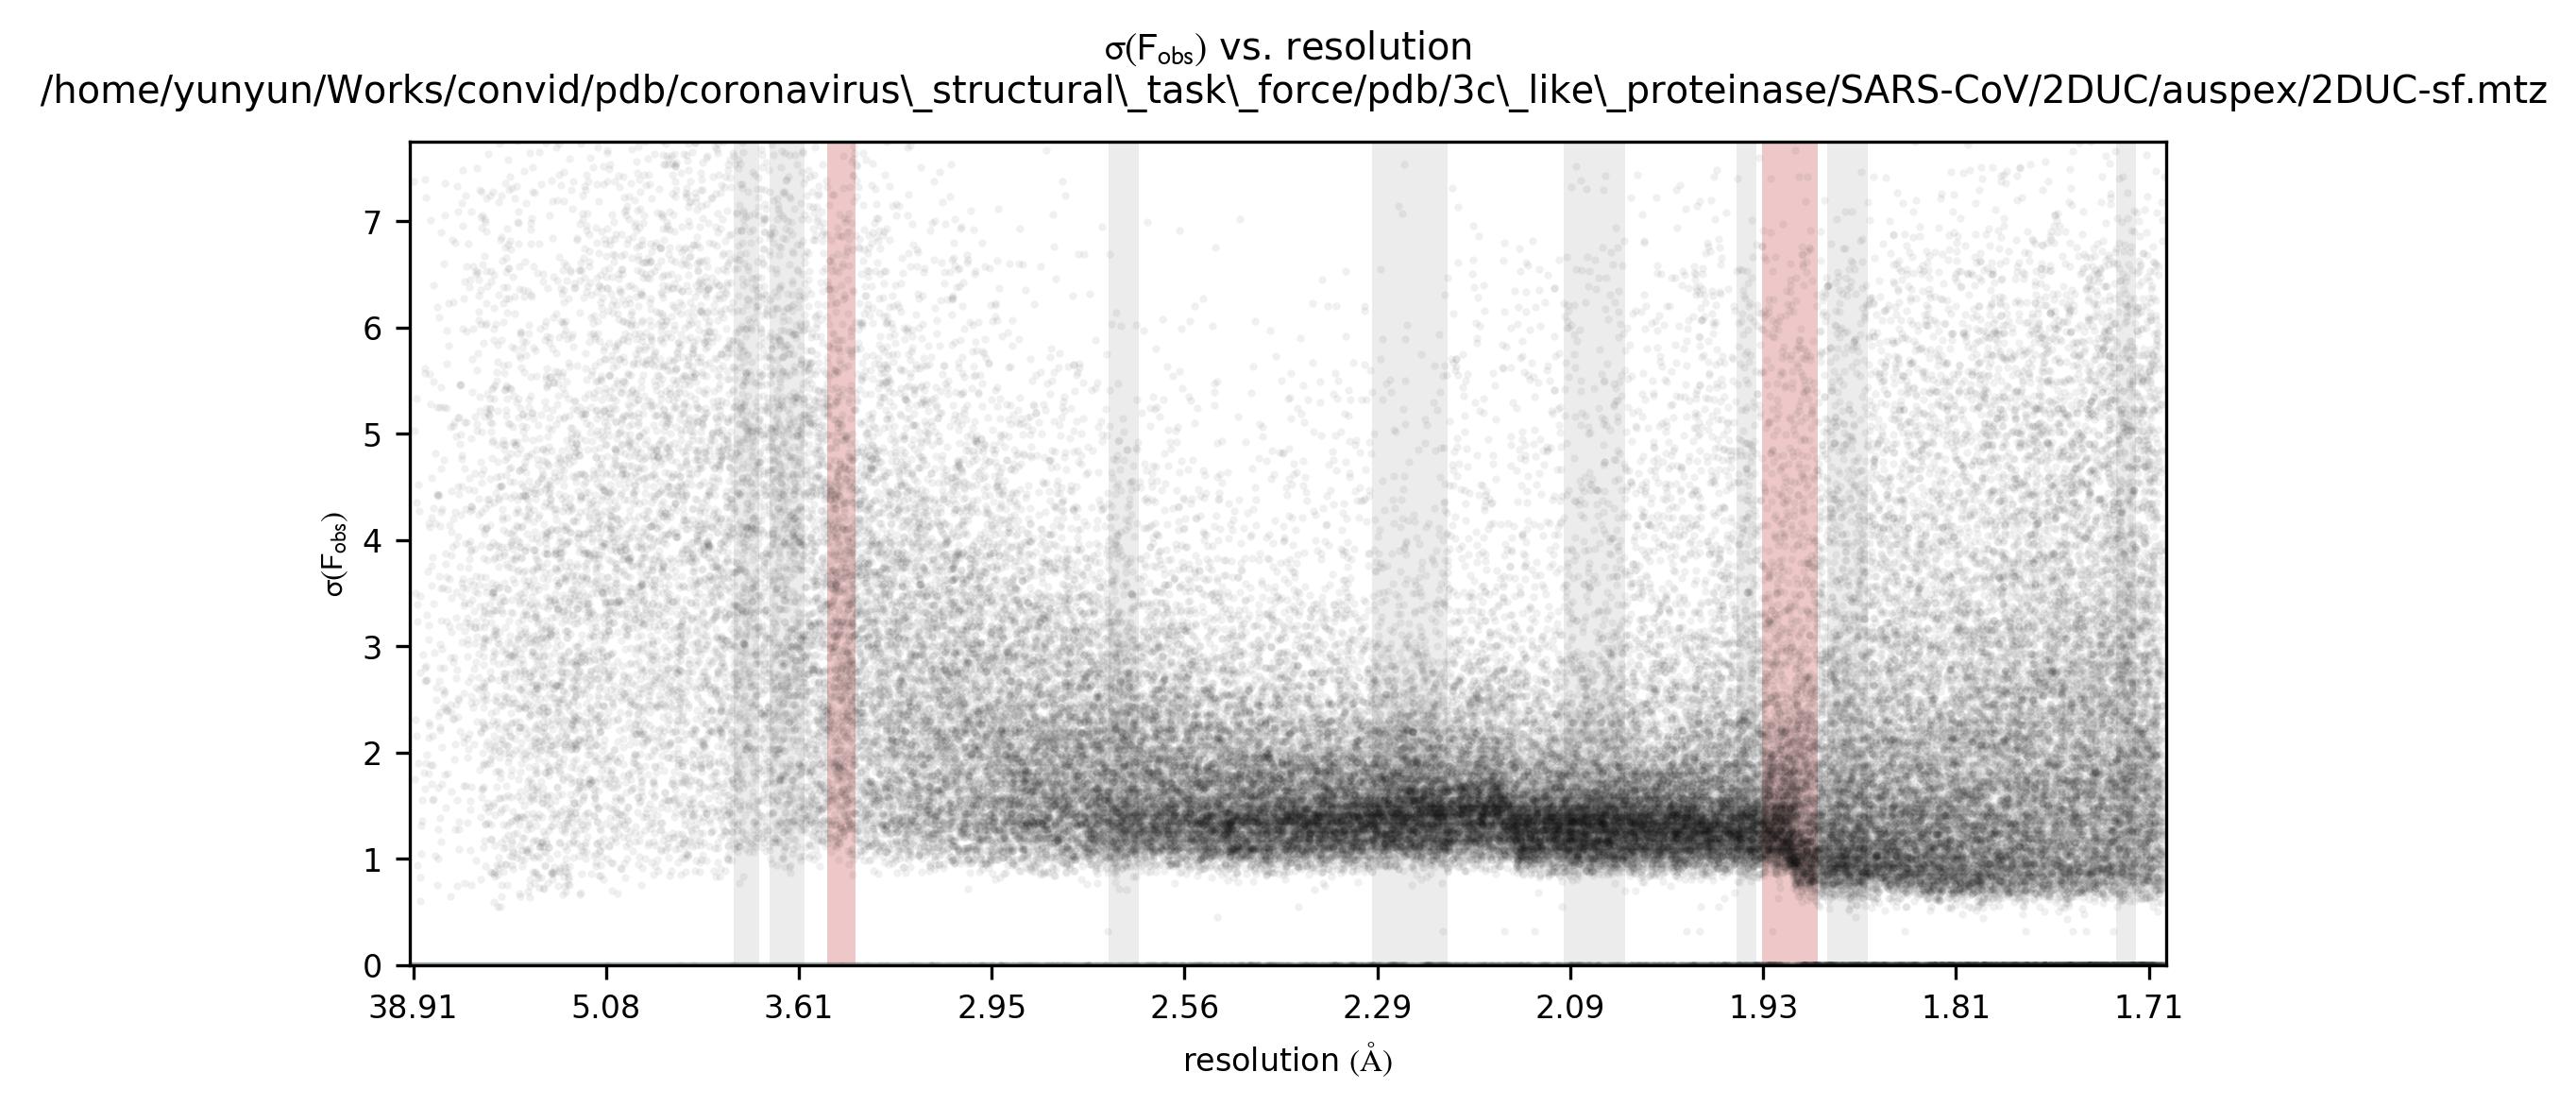 σ(Fobs) vs. resolution
/home/yunyun/Works/convid/pdb/coronavirus\_structural\_task\_force/pdb/3c\_like\_proteinase/SARS-CoV/2DUC/auspex/2DUC-sf.mtz
7
6
5
4
3
2
1
0
σ(Fobs)
38.91 5.08 3.61 2.95 2.56 2.29 2.09 1.93 1.81 1.71
resolution (Å)